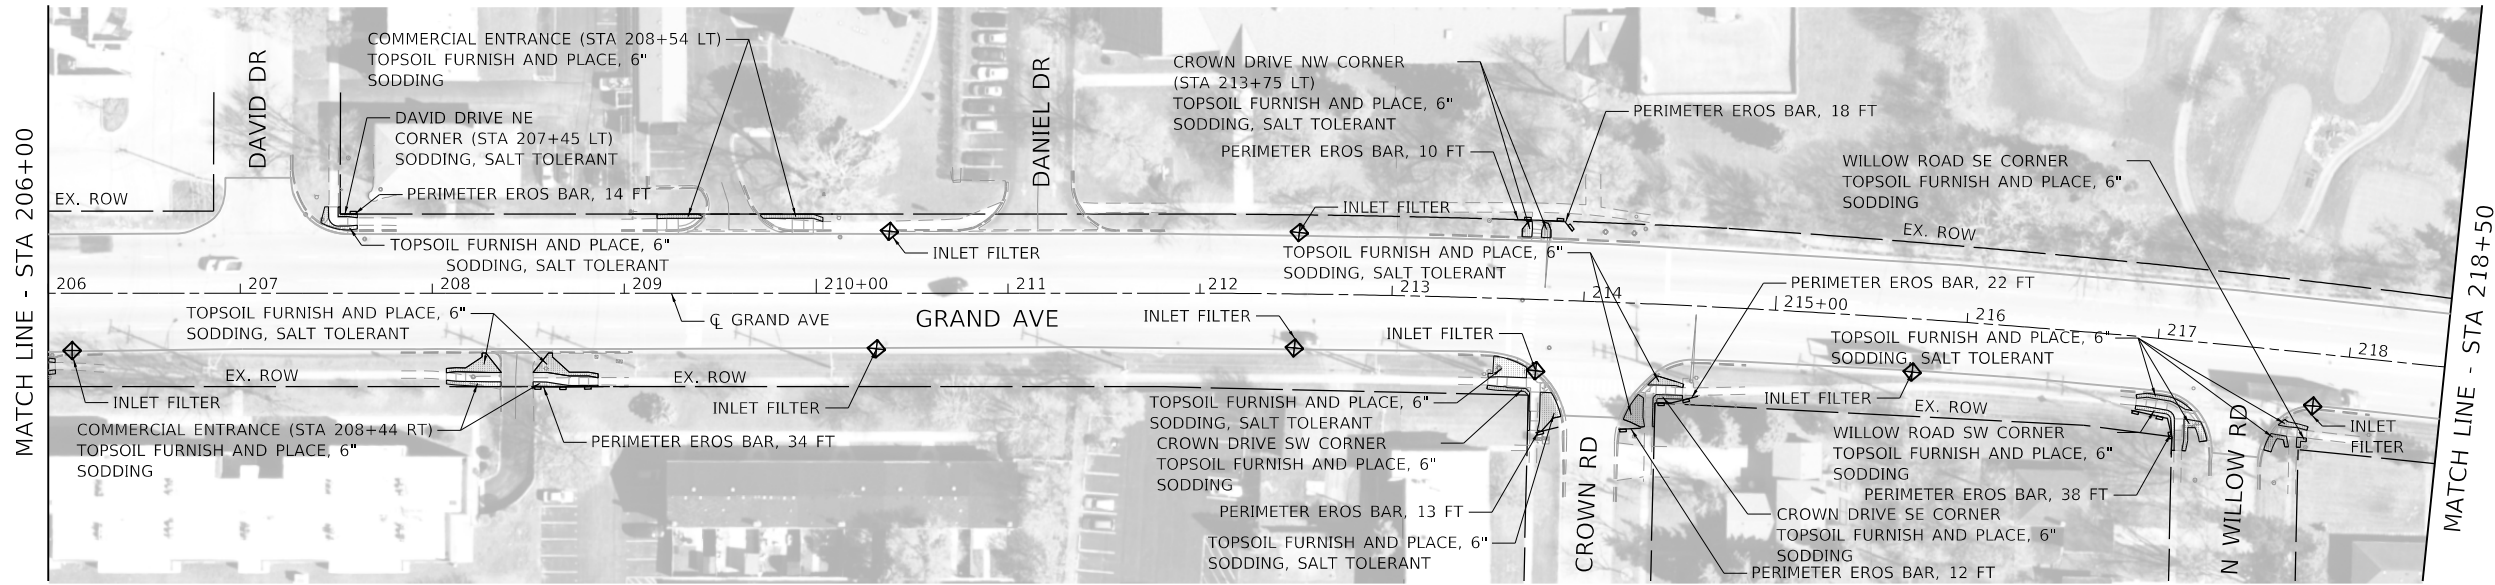 MATCH LINE - STA 206+00
DAVID DR
COMMERCIAL ENTRANCE (STA 208+54 LT)
TOPSOIL FURNISH AND PLACE, 6"
SODDING
DAVID DRIVE NE
CORNER (STA 207+45 LT)
SODDING, SALT TOLERANT
PERIMETER EROS BAR, 14 FT
EX. ROW
TOPSOIL FURNISH AND PLACE, 6"
SODDING, SALT TOLERANT
INLET FILTER
DANIEL DR
CROWN DRIVE NW CORNER
(STA 213+75 LT)
TOPSOIL FURNISH AND PLACE, 6"
SODDING, SALT TOLERANT
PERIMETER EROS BAR, 10 FT
PERIMETER EROS BAR, 18 FT
INLET FILTER
TOPSOIL FURNISH AND PLACE, 6"
SODDING, SALT TOLERANT
WILLOW ROAD SE CORNER
TOPSOIL FURNISH AND PLACE, 6"
SODDING
EX. ROW
PERIMETER EROS BAR, 22 FT
206
207
208
209
210+00
211
212
213
214
215+00
216
217
218
TOPSOIL FURNISH AND PLACE, 6"
SODDING, SALT TOLERANT
℄ GRAND AVE
GRAND AVE
INLET FILTER
INLET FILTER
TOPSOIL FURNISH AND PLACE, 6"
SODDING, SALT TOLERANT
EX. ROW
EX. ROW
INLET FILTER
INLET FILTER
COMMERCIAL ENTRANCE (STA 208+44 RT)
TOPSOIL FURNISH AND PLACE, 6"
SODDING
PERIMETER EROS BAR, 34 FT
TOPSOIL FURNISH AND PLACE, 6"
SODDING, SALT TOLERANT
CROWN DRIVE SW CORNER
TOPSOIL FURNISH AND PLACE, 6"
SODDING
PERIMETER EROS BAR, 13 FT
TOPSOIL FURNISH AND PLACE, 6"
SODDING, SALT TOLERANT
CROWN RD
INLET FILTER
EX. ROW
WILLOW ROAD SW CORNER
TOPSOIL FURNISH AND PLACE, 6"
SODDING
PERIMETER EROS BAR, 38 FT
CROWN DRIVE SE CORNER
TOPSOIL FURNISH AND PLACE, 6"
SODDING
PERIMETER EROS BAR, 12 FT
N WILLOW RD
INLET
FILTER
MATCH LINE - STA 218+50